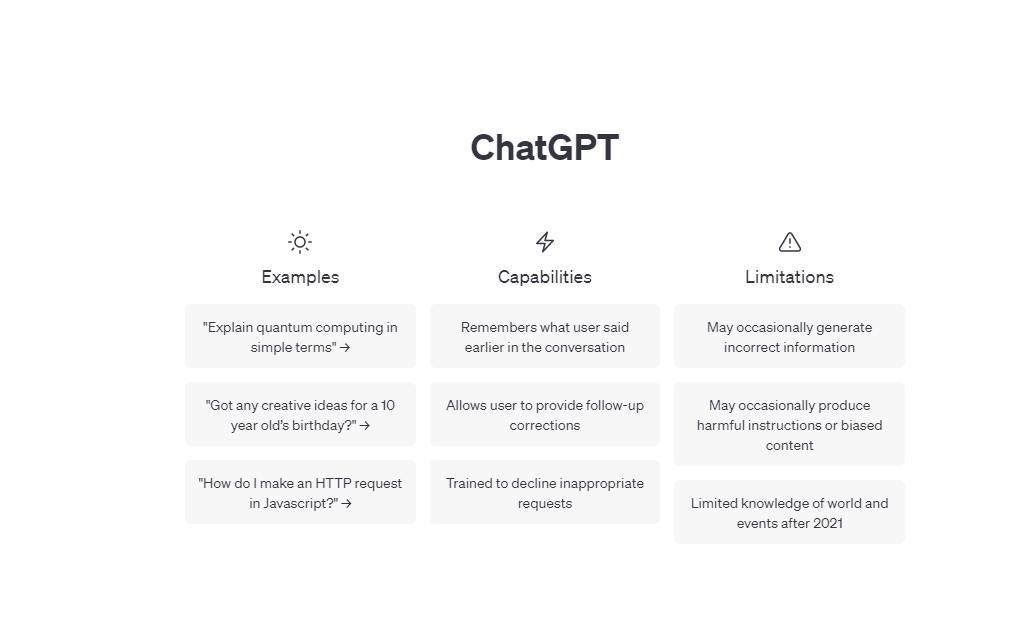 ChatGPT
Examples
"Explain quantum computing in
simple terms" →
"Got any creative ideas for a 10
year old’s birthday?" →
"How do I make an HTTP request
in Javascript?" →
Capabilities
Remembers what user said
earlier in the conversation
Allows user to provide follow-up
corrections
Trained to decline inappropriate
requests
Limitations
May occasionally generate
incorrect information
May occasionally produce
harmful instructions or biased
content
Limited knowledge of world and
events after 2021